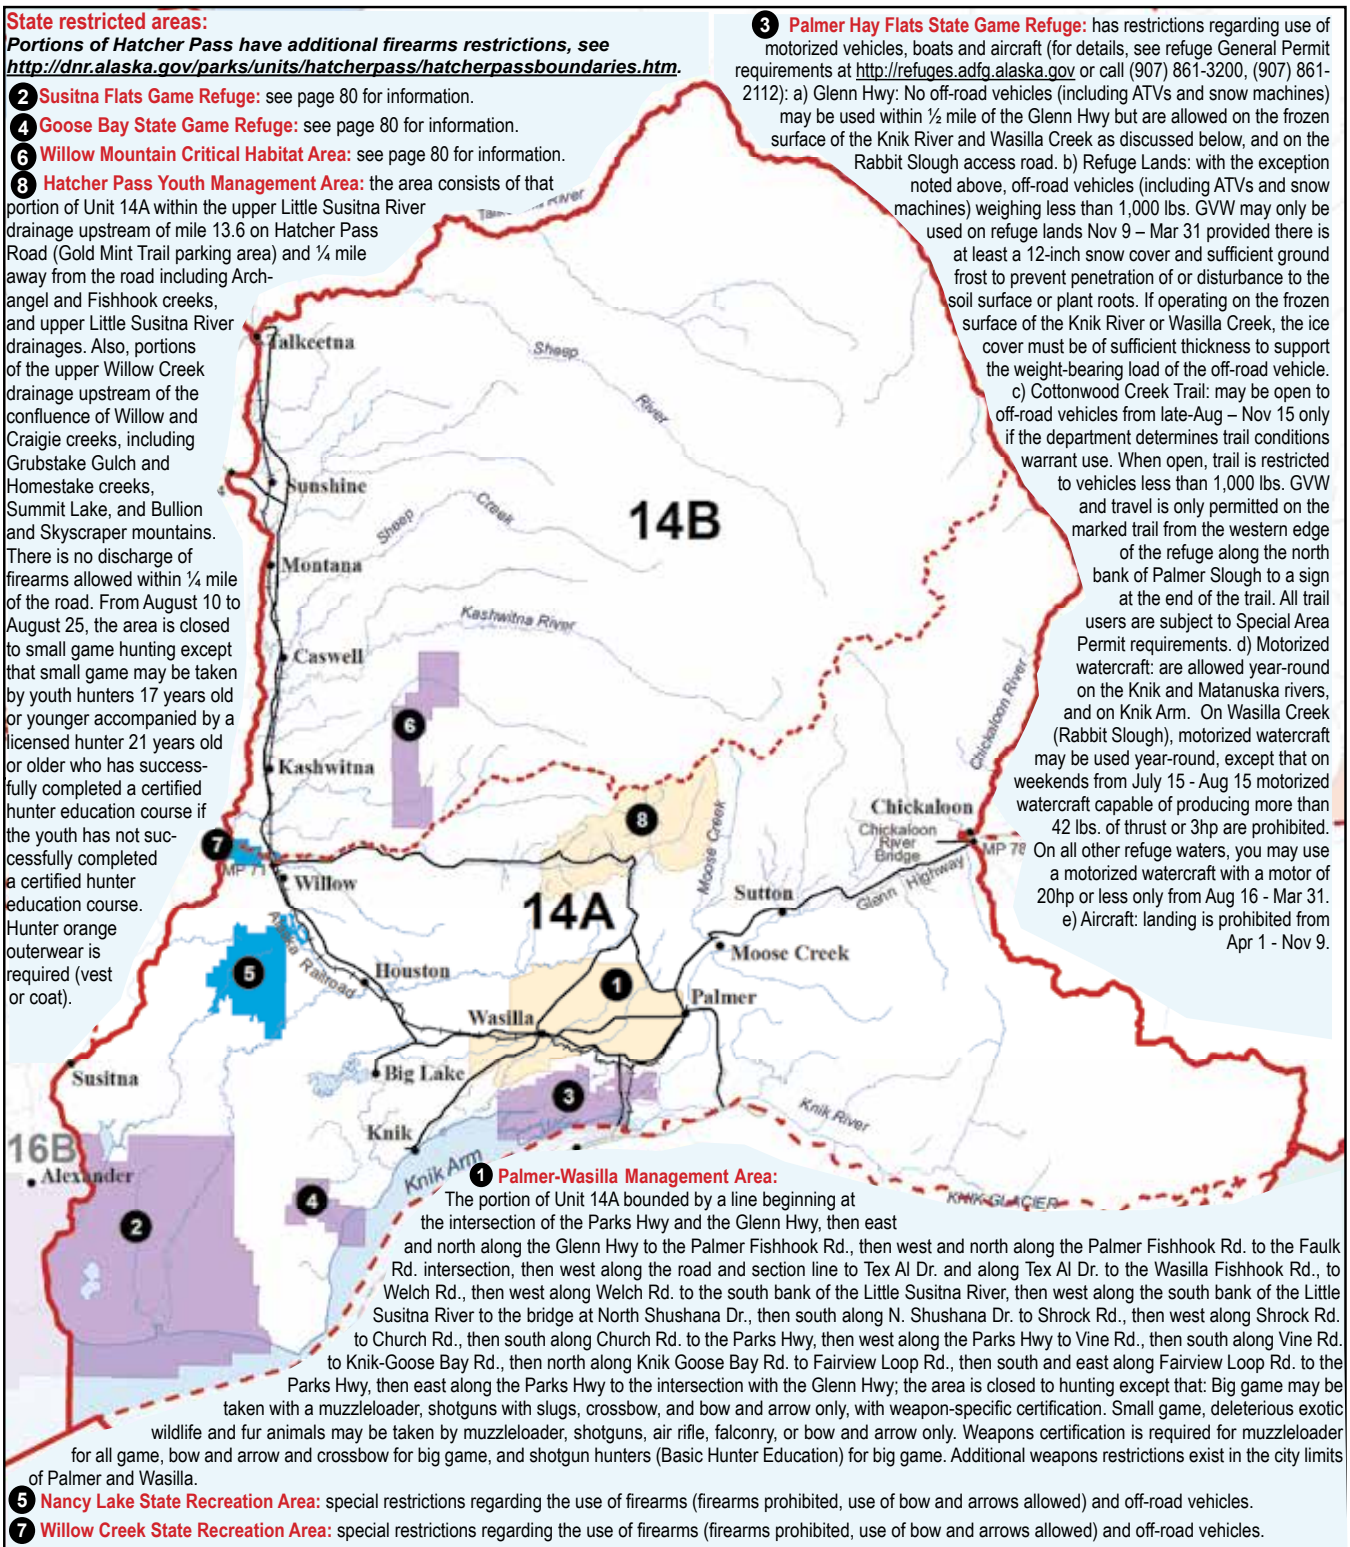 State restricted areas:
Portions of Hatcher Pass have additional firearms restrictions, see
http://dnr.alaska.gov/parks/units/hatcherpass/hatcherpassboundaries.htm.
2 Susitna Flats Game Refuge: see page 80 for information.
4 Goose Bay State Game Refuge: see page 80 for information.
6 Willow Mountain Critical Habitat Area: see page 80 for information.
8 Hatcher Pass Youth Management Area: the area consists of that
portion of Unit 14A within the upper Little Susitna River
drainage upstream of mile 13.6 on Hatcher Pass
Road (Gold Mint Trail parking area) and ¼ mile
away from the road including Arch-
angel and Fishhook creeks,
and upper Little Susitna River
drainages. Also, portions
of the upper Willow Creek
drainage upstream of the
confluence of Willow and
Craigie creeks, including
Grubstake Gulch and
Homestake creeks,
Summit Lake, and Bullion
and Skyscraper mountains.
There is no discharge of
firearms allowed within ¼ mile
of the road. From August 10 to
August 25, the area is closed
to small game hunting except
that small game may be taken
by youth hunters 17 years old
or younger accompanied by a
licensed hunter 21 years old
or older who has success-
fully completed a certified
hunter education course if
the youth has not suc-
cessfully completed
a certified hunter
education course.
Hunter orange
outerwear is
required (vest
or coat).
3 Palmer Hay Flats State Game Refuge: has restrictions regarding use of
motorized vehicles, boats and aircraft (for details, see refuge General Permit
requirements at http://refuges.adfg.alaska.gov or call (907) 861-3200, (907) 861-
2112): a) Glenn Hwy: No off-road vehicles (including ATVs and snow machines)
may be used within ½ mile of the Glenn Hwy but are allowed on the frozen
surface of the Knik River and Wasilla Creek as discussed below, and on the
Rabbit Slough access road. b) Refuge Lands: with the exception
noted above, off-road vehicles (including ATVs and snow
machines) weighing less than 1,000 lbs. GVW may only be
used on refuge lands Nov 9 – Mar 31 provided there is
at least a 12-inch snow cover and sufficient ground
frost to prevent penetration of or disturbance to the
soil surface or plant roots. If operating on the frozen
surface of the Knik River or Wasilla Creek, the ice
cover must be of sufficient thickness to support
the weight-bearing load of the off-road vehicle.
c) Cottonwood Creek Trail: may be open to
off-road vehicles from late-Aug – Nov 15 only
if the department determines trail conditions
warrant use. When open, trail is restricted
to vehicles less than 1,000 lbs. GVW
and travel is only permitted on the
marked trail from the western edge
of the refuge along the north
bank of Palmer Slough to a sign
at the end of the trail. All trail
users are subject to Special Area
Permit requirements. d) Motorized
watercraft: are allowed year-round
on the Knik and Matanuska rivers,
and on Knik Arm. On Wasilla Creek
(Rabbit Slough), motorized watercraft
may be used year-round, except that on
weekends from July 15 - Aug 15 motorized
watercraft capable of producing more than
42 lbs. of thrust or 3hp are prohibited.
On all other refuge waters, you may use
a motorized watercraft with a motor of
20hp or less only from Aug 16 - Mar 31.
e) Aircraft: landing is prohibited from
Apr 1 - Nov 9.
River
Talkeetna
Sheep
River
Sunshine
14B
Sheep
Creek
Montana
Kashwitna River
Caswell
6
Chickaloon River
Kashwitna
8
Moose Creek
Chickaloon
Chickaloon
River
Bridge
MP 78
7
MP 71
Willow
Sutton
Glenn Highway
14A
Moose Creek
5
Alaska Railroad
Houston
1
Palmer
Wasilla
Susitna
Big Lake
3
Knik River
16B
Knik
Alexander
Knik Arm
KNIK GLACIER
4
2
1 Palmer-Wasilla Management Area:
The portion of Unit 14A bounded by a line beginning at
the intersection of the Parks Hwy and the Glenn Hwy, then east
and north along the Glenn Hwy to the Palmer Fishhook Rd., then west and north along the Palmer Fishhook Rd. to the Faulk
Rd. intersection, then west along the road and section line to Tex Al Dr. and along Tex Al Dr. to the Wasilla Fishhook Rd., to
Welch Rd., then west along Welch Rd. to the south bank of the Little Susitna River, then west along the south bank of the Little
Susitna River to the bridge at North Shushana Dr., then south along N. Shushana Dr. to Shrock Rd., then west along Shrock Rd.
to Church Rd., then south along Church Rd. to the Parks Hwy, then west along the Parks Hwy to Vine Rd., then south along Vine Rd.
to Knik-Goose Bay Rd., then north along Knik Goose Bay Rd. to Fairview Loop Rd., then south and east along Fairview Loop Rd. to the
Parks Hwy, then east along the Parks Hwy to the intersection with the Glenn Hwy; the area is closed to hunting except that: Big game may be
taken with a muzzleloader, shotguns with slugs, crossbow, and bow and arrow only, with weapon-specific certification. Small game, deleterious exotic
wildlife and fur animals may be taken by muzzleloader, shotguns, air rifle, falconry, or bow and arrow only. Weapons certification is required for muzzleloader
for all game, bow and arrow and crossbow for big game, and shotgun hunters (Basic Hunter Education) for big game. Additional weapons restrictions exist in the city limits
of Palmer and Wasilla.
5 Nancy Lake State Recreation Area: special restrictions regarding the use of firearms (firearms prohibited, use of bow and arrows allowed) and off-road vehicles.
7 Willow Creek State Recreation Area: special restrictions regarding the use of firearms (firearms prohibited, use of bow and arrows allowed) and off-road vehicles.